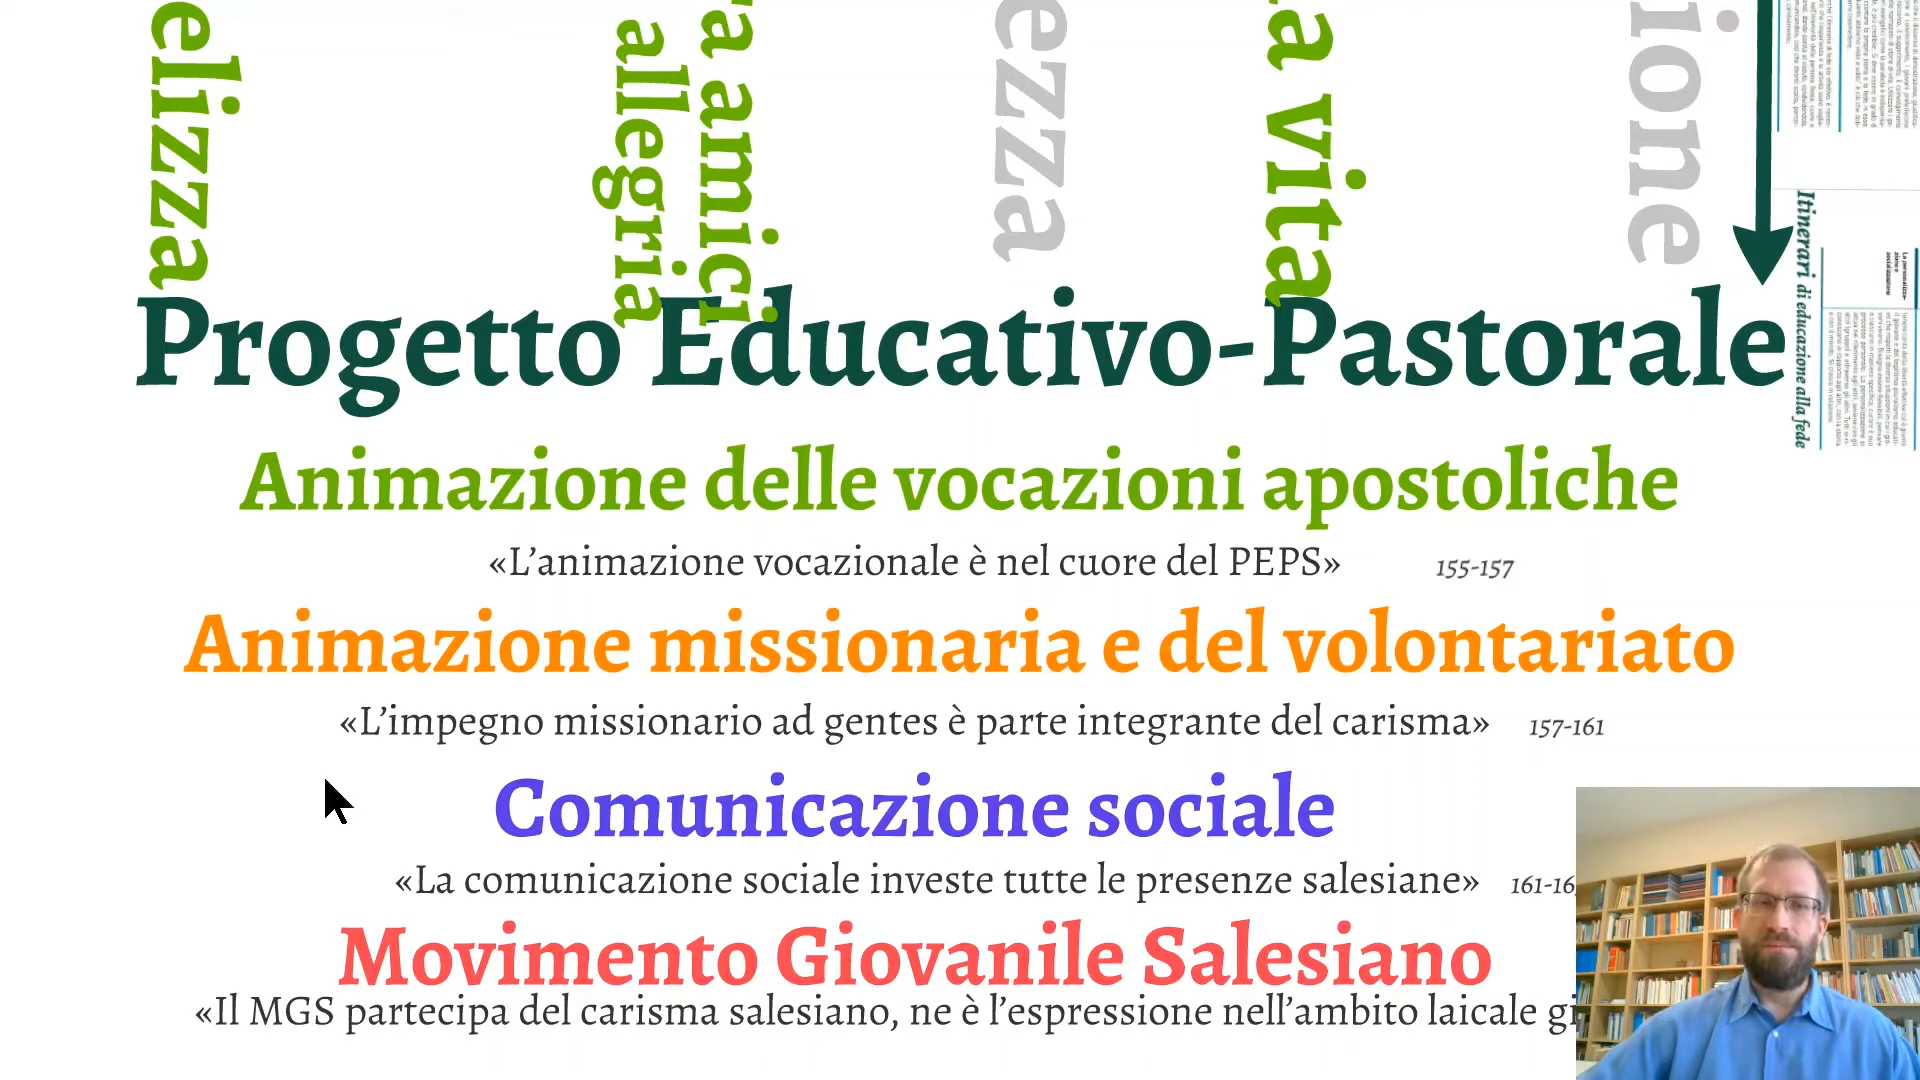 elizza
allegria
a amici
ezza
a vita
ione
Progetto Educativo-Pastorale
Itinerari di educazione alla fede
Animazione delle vocazioni apostoliche
«L’animazione vocazionale è nel cuore del PEPS» 155-157
Animazione missionaria e del volontariato
«L’impegno missionario ad gentes è parte integrante del carisma» 157-161
Comunicazione sociale
«La comunicazione sociale investe tutte le presenze salesiane» 161-16
Movimento Giovanile Salesiano
«Il MGS partecipa del carisma salesiano, ne è l’espressione nell’ambito laicale gi